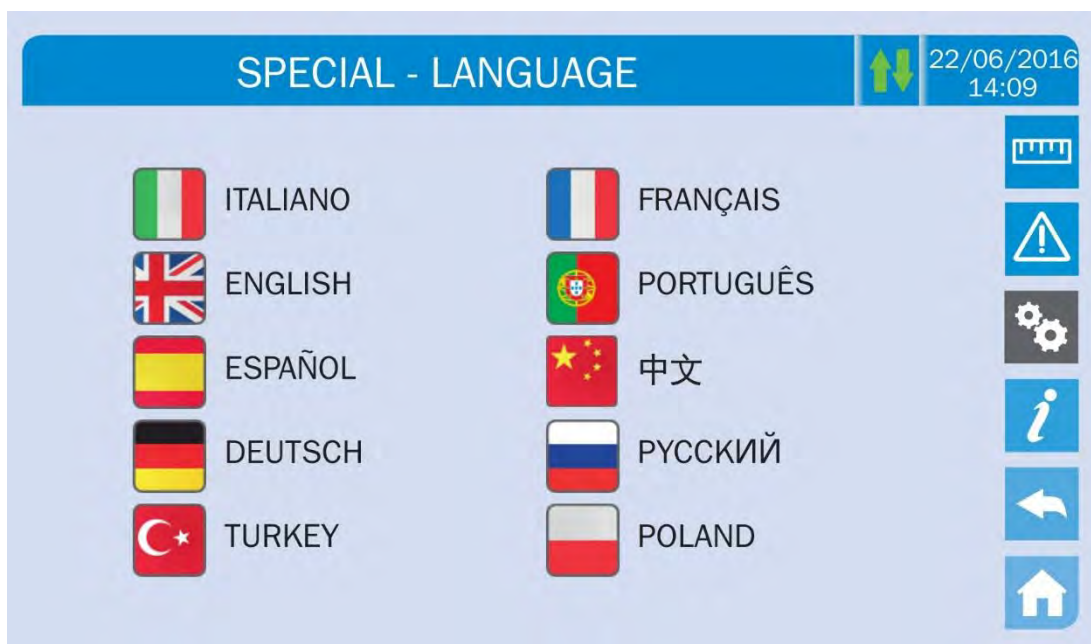 SPECIAL - LANGUAGE
22/06/2016
14:09
ITALIANO
FRANÇAIS
ENGLISH
PORTUGUÊS
ESPAÑOL
中文
DEUTSCH
РУССКИЙ
TURKEY
POLAND